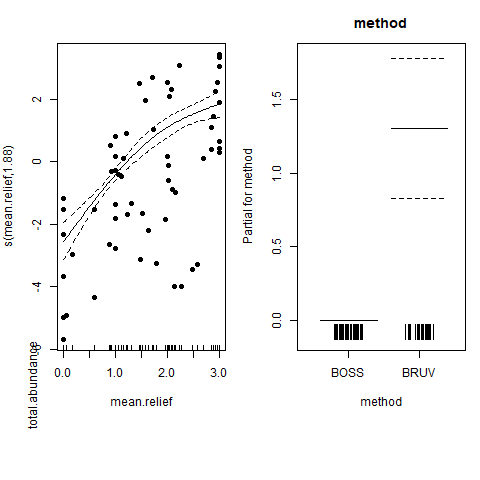 method
s(mean.relief,1.88)
total.abundance
2
0
-2
-4
-6
0.0 1.0 2.0 3.0
mean.relief
Partial for method
1.5
1.0
0.5
0.0
BOSS BRUV
method